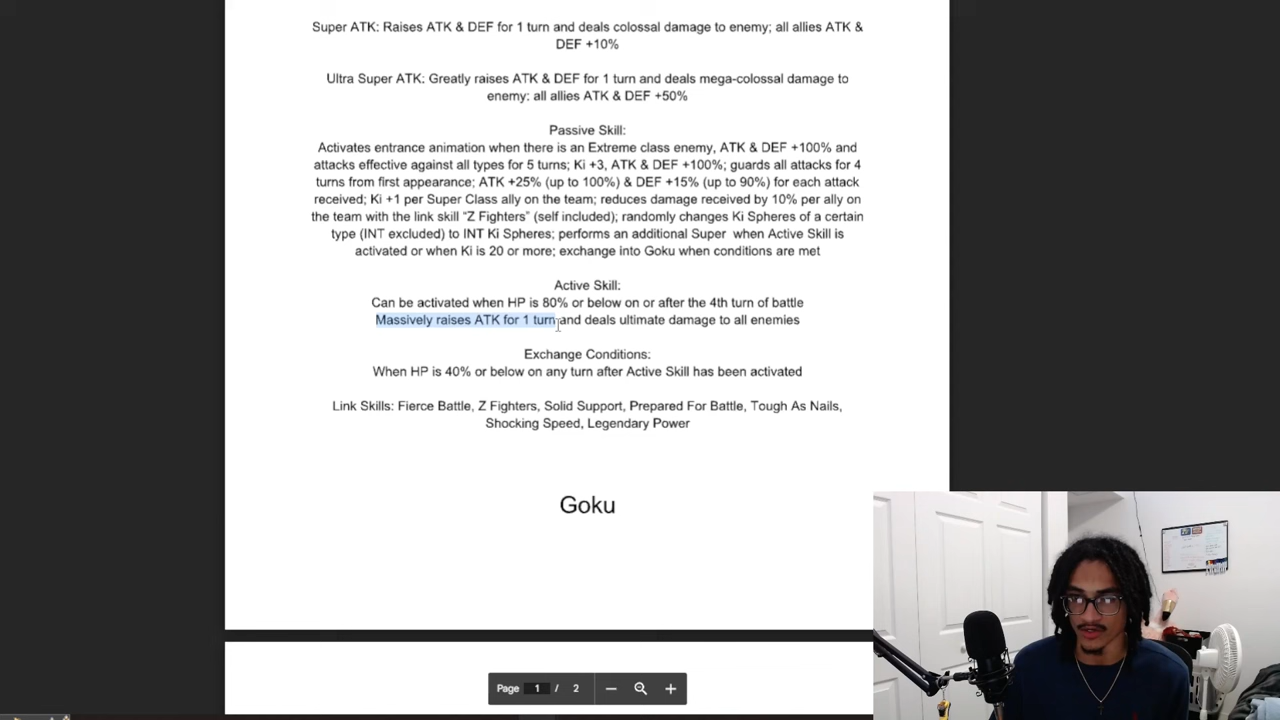 Super ATK: Raises ATK & DEF for 1 turn and deals colossal damage to enemy; all allies ATK &
DEF +10%
Ultra Super ATK: Greatly raises ATK & DEF for 1 turn and deals mega-colossal damage to
enemy: all allies ATK & DEF +50%
Passive Skill:
Activates entrance animation when there is an Extreme class enemy, ATK & DEF +100% and
attacks effective against all types for 5 turns; Ki +3, ATK & DEF +100%; guards all attacks for 4
turns from first appearance; ATK +25% (up to 100%) & DEF +15% (up to 90%) for each attack
received; Ki +1 per Super Class ally on the team; reduces damage received by 10% per ally on
the team with the link skill “Z Fighters” (self included); randomly changes Ki Spheres of a certain
type (INT excluded) to INT Ki Spheres; performs an additional Super when Active Skill is
activated or when Ki is 20 or more; exchange into Goku when conditions are met
Active Skill:
Can be activated when HP is 80% or below on or after the 4th turn of battle
Massively raises ATK for 1 turn and deals ultimate damage to all enemies
Exchange Conditions:
When HP is 40% or below on any turn after Active Skill has been activated
Link Skills: Fierce Battle, Z Fighters, Solid Support, Prepared For Battle, Tough As Nails,
Shocking Speed, Legendary Power
Goku
Page 1 / 2